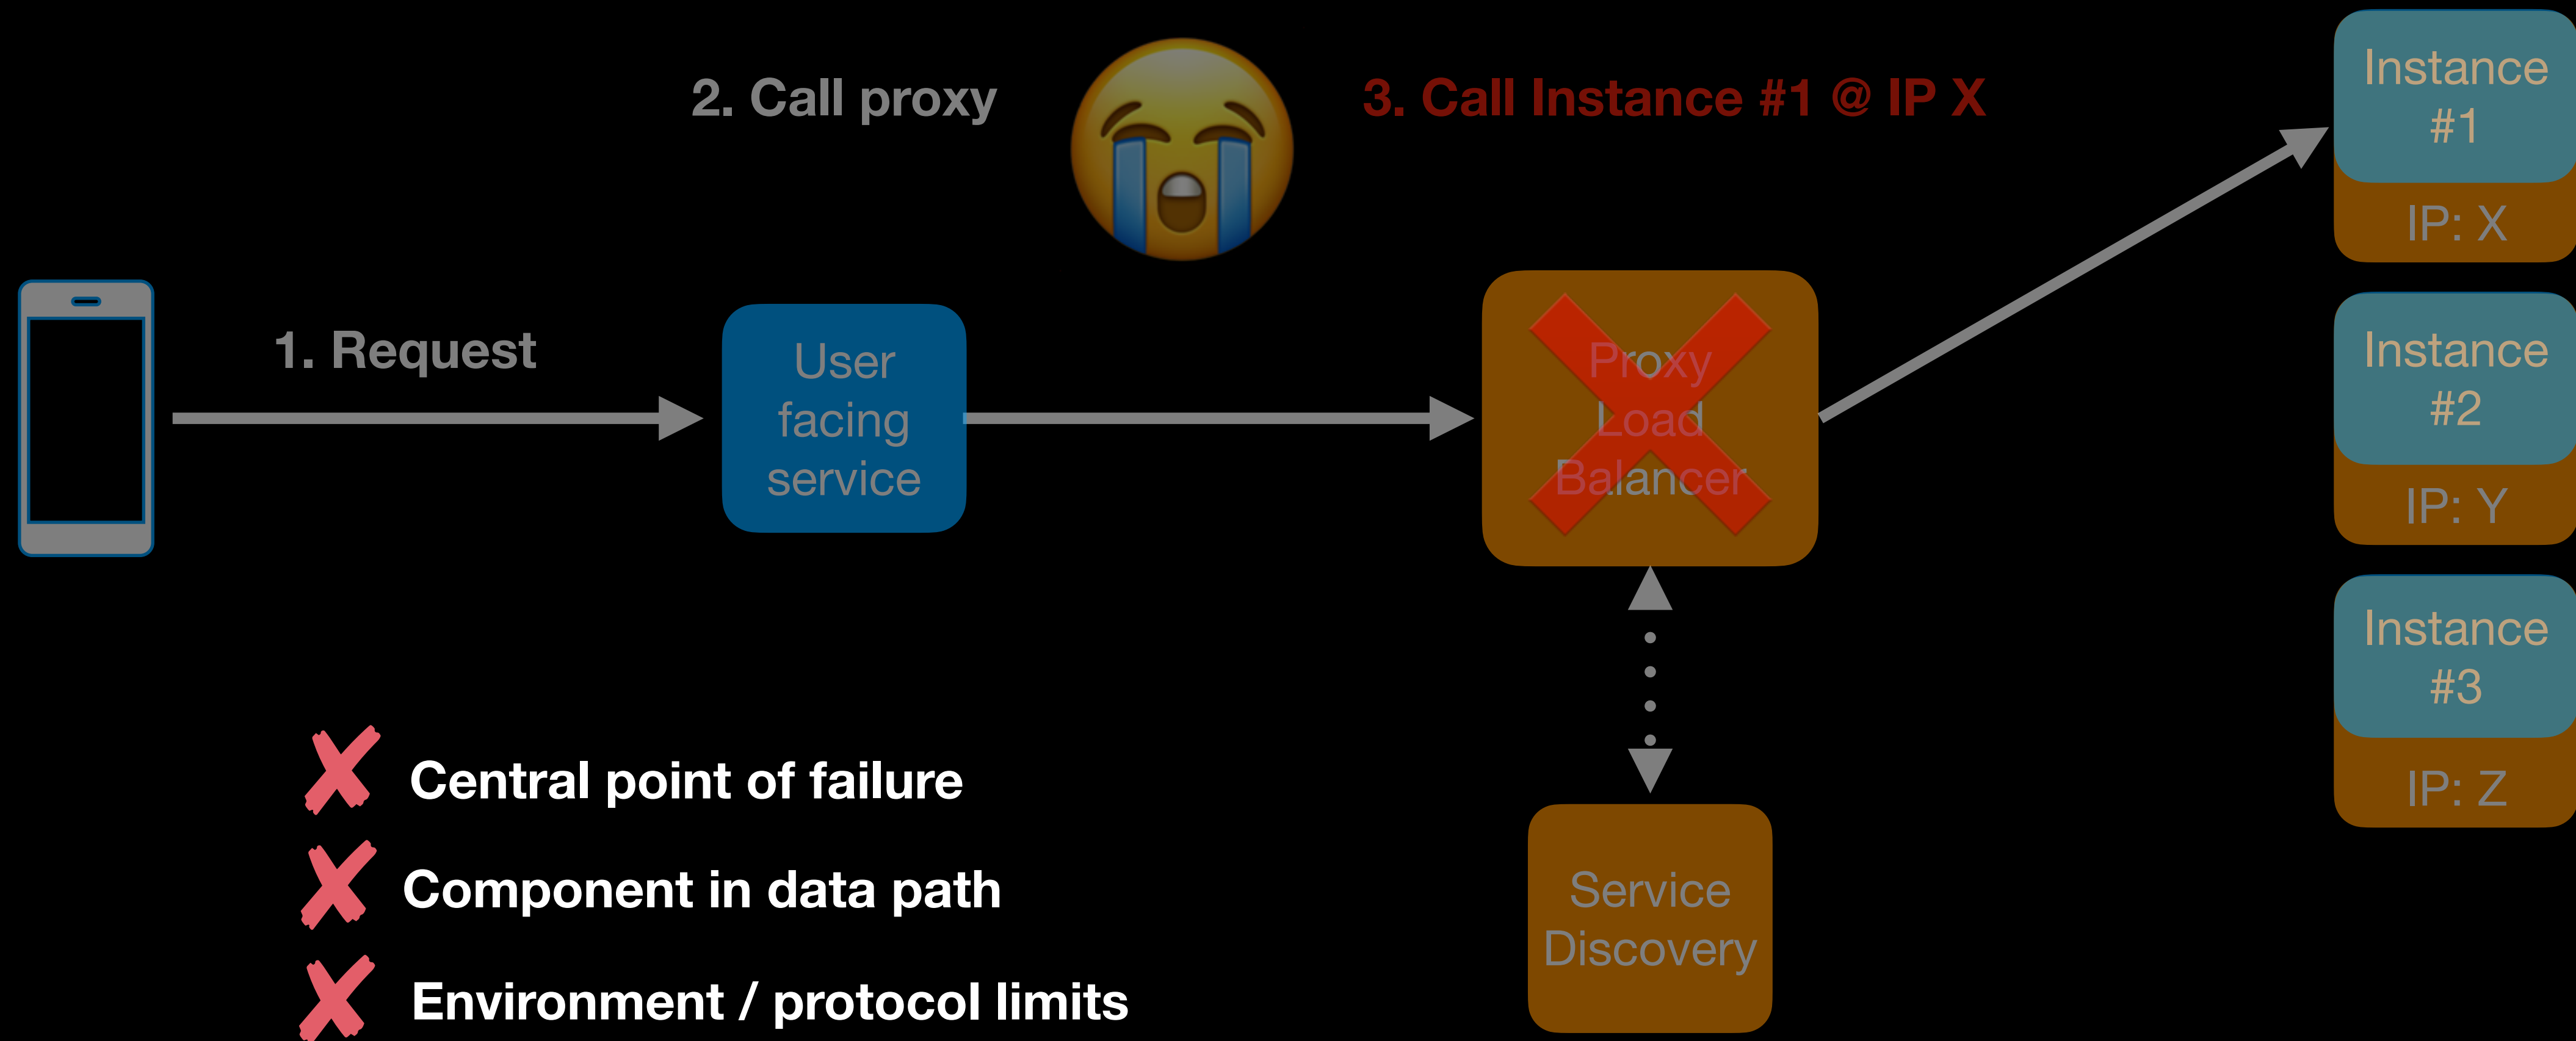 2. Call proxy
3. Call Instance #1 @ IP X
Instance
#1
IP: X
1. Request
User
facing
service
Proxy
Load
Balancer
Instance
#2
IP: Y
Instance
#3
IP: Z
Central point of failure
Component in data path
Environment / protocol limits
Service
Discovery